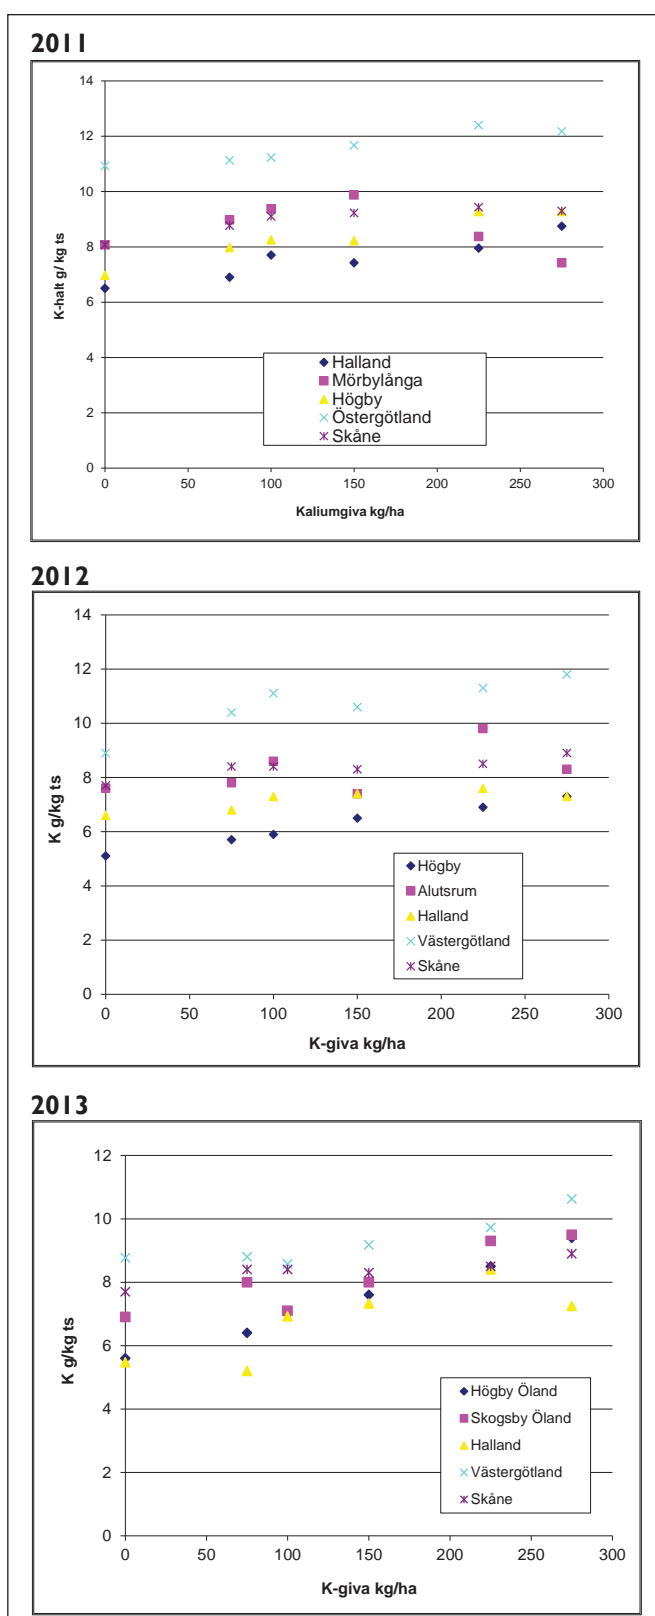 2011
14
12
10
8
6
4
2
0
K-halt g/ kg ts
Halland
Mörbylånga
Högby
Östergötland
Skåne
0 50 100 150 200 250 300
Kaliumgiva kg/ha
2012
14
12
10
8
6
4
2
0
K g/kg ts
Högby
Alutsrum
Halland
Västergötland
Skåne
0 50 100 150 200 250 300
K-giva kg/ha
2013
12
10
8
6
4
2
0
K g/kg ts
Högby Öland
Skogsby Öland
Halland
Västergötland
Skåne
0 50 100 150 200 250 300
K-giva kg/ha